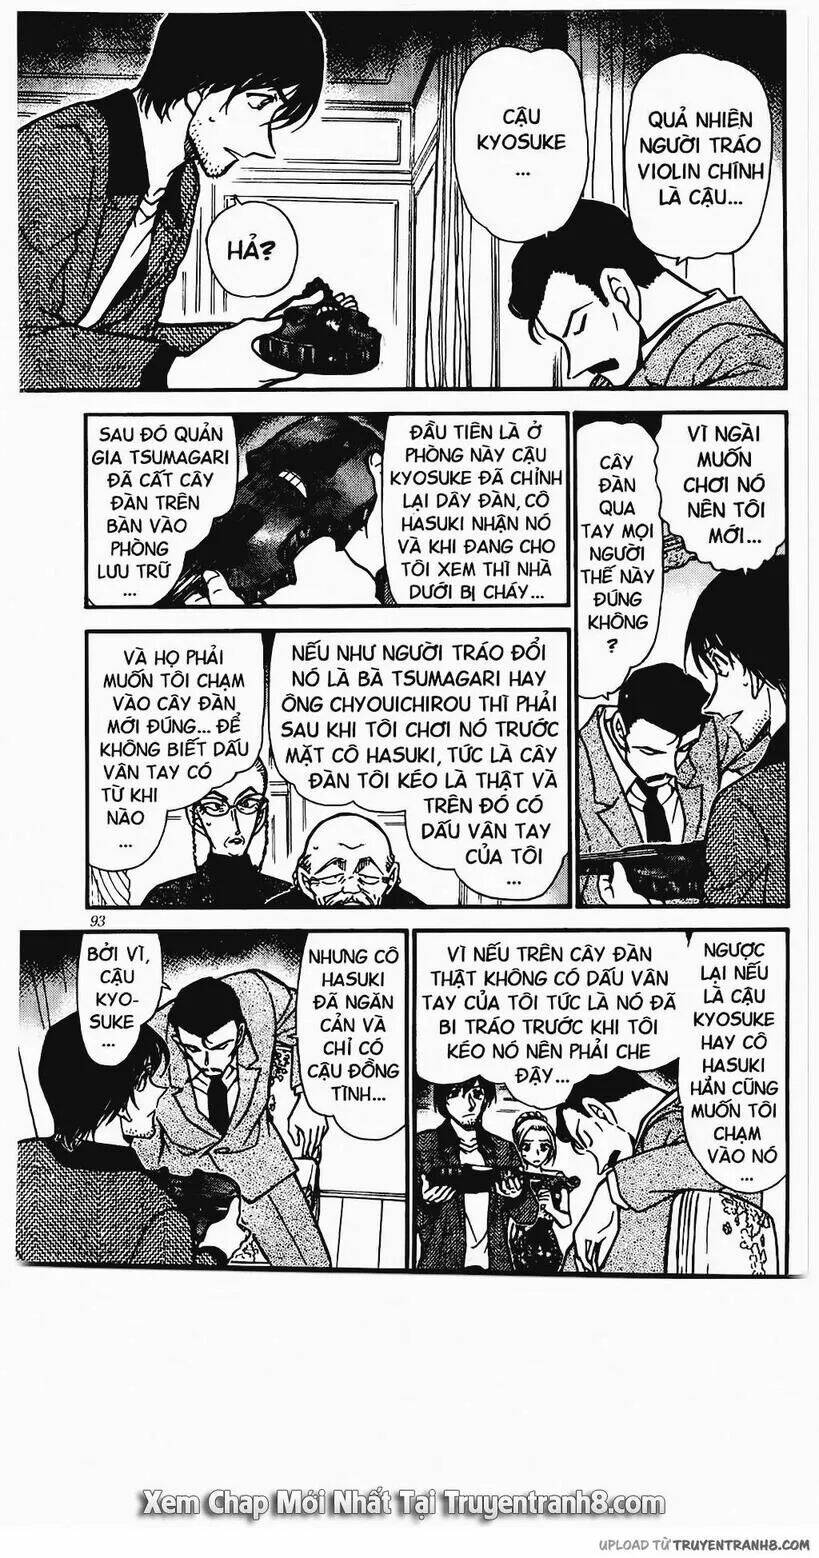 QUẢ NHIÊN
NGƯỜI TRÁO
VIOLIN CHÍNH
LÀ CẬU...
CẬU
KYOSUKE
...
HẢ?
VÌ NGÀI
MUỐN
CHƠI NÓ
NÊN TÔI
MỚI...
CÂY
ĐÀN QUA
TAY MỌI
NGƯỜI
THẾ NÀY
ĐÚNG
KHÔNG
?
ĐẦU TIÊN LÀ Ở
PHÒNG NÀY CẬU
KYOSUKE ĐÃ CHỈNH
LẠI DÂY ĐÀN, CÔ
HASUKI NHẬN NÓ
VÀ KHI ĐANG CHO
TÔI XEM THÌ NHÀ
DƯỚI BỊ CHÁY...
SAU ĐÓ QUẢN
GIA TSUMAGARI
ĐÃ CẤT CÂY
ĐÀN TRÊN
BÀN VÀO
PHÒNG
LƯU TRỮ
...
NẾU NHƯ NGƯỜI TRÁO ĐỔI
NÓ LÀ BÀ TSUMAGARI HAY
ÔNG CHYOUICHIROU THÌ PHẢI
SAU KHI TÔI CHƠI NÓ TRƯỚC
MẶT CÔ HASUKI, TỨC LÀ CÂY
ĐÀN TÔI KÉO LÀ THẬT VÀ
TRÊN ĐÓ CÓ
DẤU VÂN TAY
CỦA TÔI
...
VÀ HỌ PHẢI
MUỐN TÔI CHẠM
VÀO CÂY ĐÀN
MỚI ĐÚNG... ĐỂ
KHÔNG BIẾT DẤU
VÂN TAY CÓ
TỪ KHI
NÀO
...
93
NGƯỢC
LẠI NẾU
LÀ CẬU
KYOSUKE
HAY CÔ
HASUKI
HẲN CŨNG
MUỐN TÔI
CHẠM
VÀO NÓ
...
VÌ NẾU TRÊN CÂY ĐÀN
THẬT KHÔNG CÓ DẤU VÂN
TAY CỦA TÔI TỨC LÀ NÓ ĐÃ
BI TRÁO TRƯỚC KHI TÔI
KÉO NÓ NÊN PHẢI CHE
ĐẬY...
NHƯNG CÔ
HASUKI
ĐÃ NGĂN
CẢN VÀ
CHỈ CÓ
CẬU ĐỒNG
TÌNH...
BỞI VÌ,
CẬU
KYO-
SUKE...
...
Xem Chap Mới Nhất Tại Truyentranh8.com
UPLOAD TỪ TRUYENTRANH8.COM